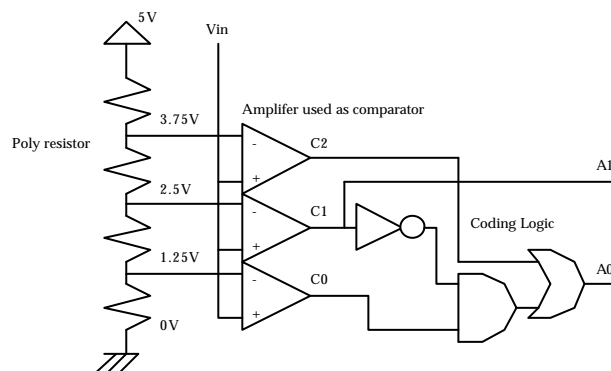 5V
Vin
3.75V
Amplifer used as comparator
Poly resistor
-
C2
+
A1
2.5V
-
C1
Coding Logic
+
1.25V
-
C0
A0
+
0V